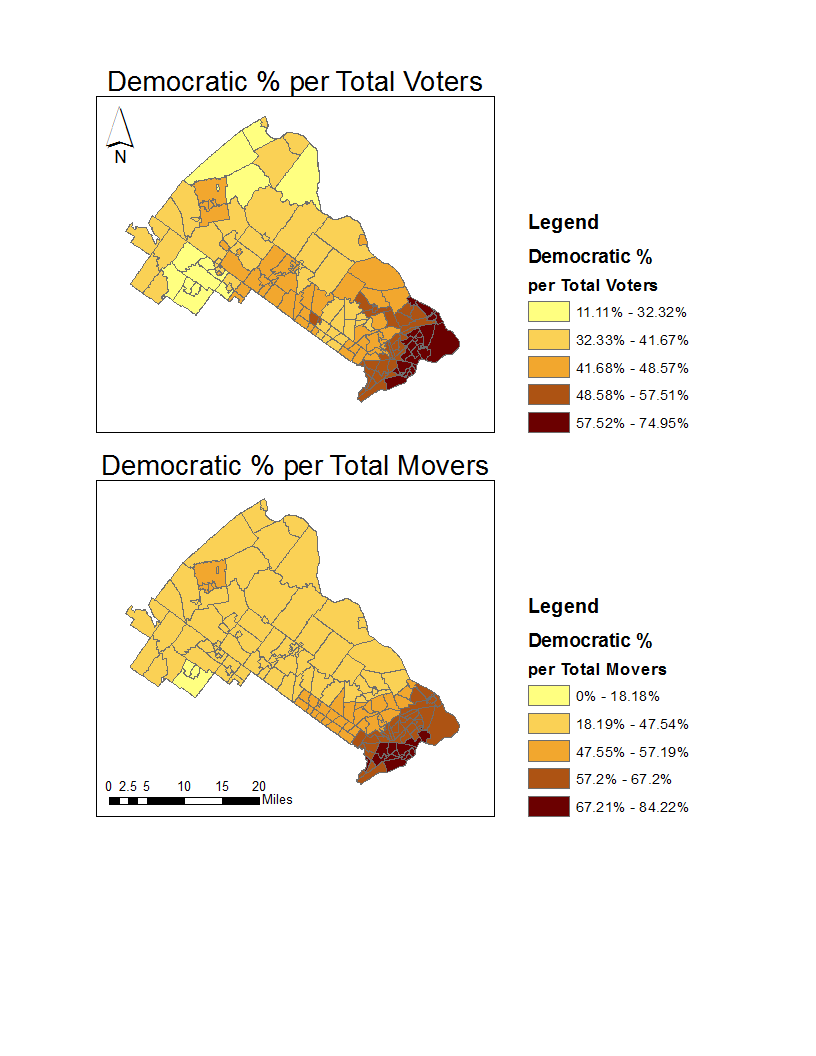 Democratic % per Total Voters
N
Legend
Democratic %
per Total Voters
11.11% - 32.32%
32.33% - 41.67%
41.68% - 48.57%
48.58% - 57.51%
57.52% - 74.95%
Democratic % per Total Movers
Legend
Democratic %
per Total Movers
0% - 18.18%
18.19% - 47.54%
47.55% - 57.19%
57.2% - 67.2%
67.21% - 84.22%
0 2.5 5 10 15 20
Miles